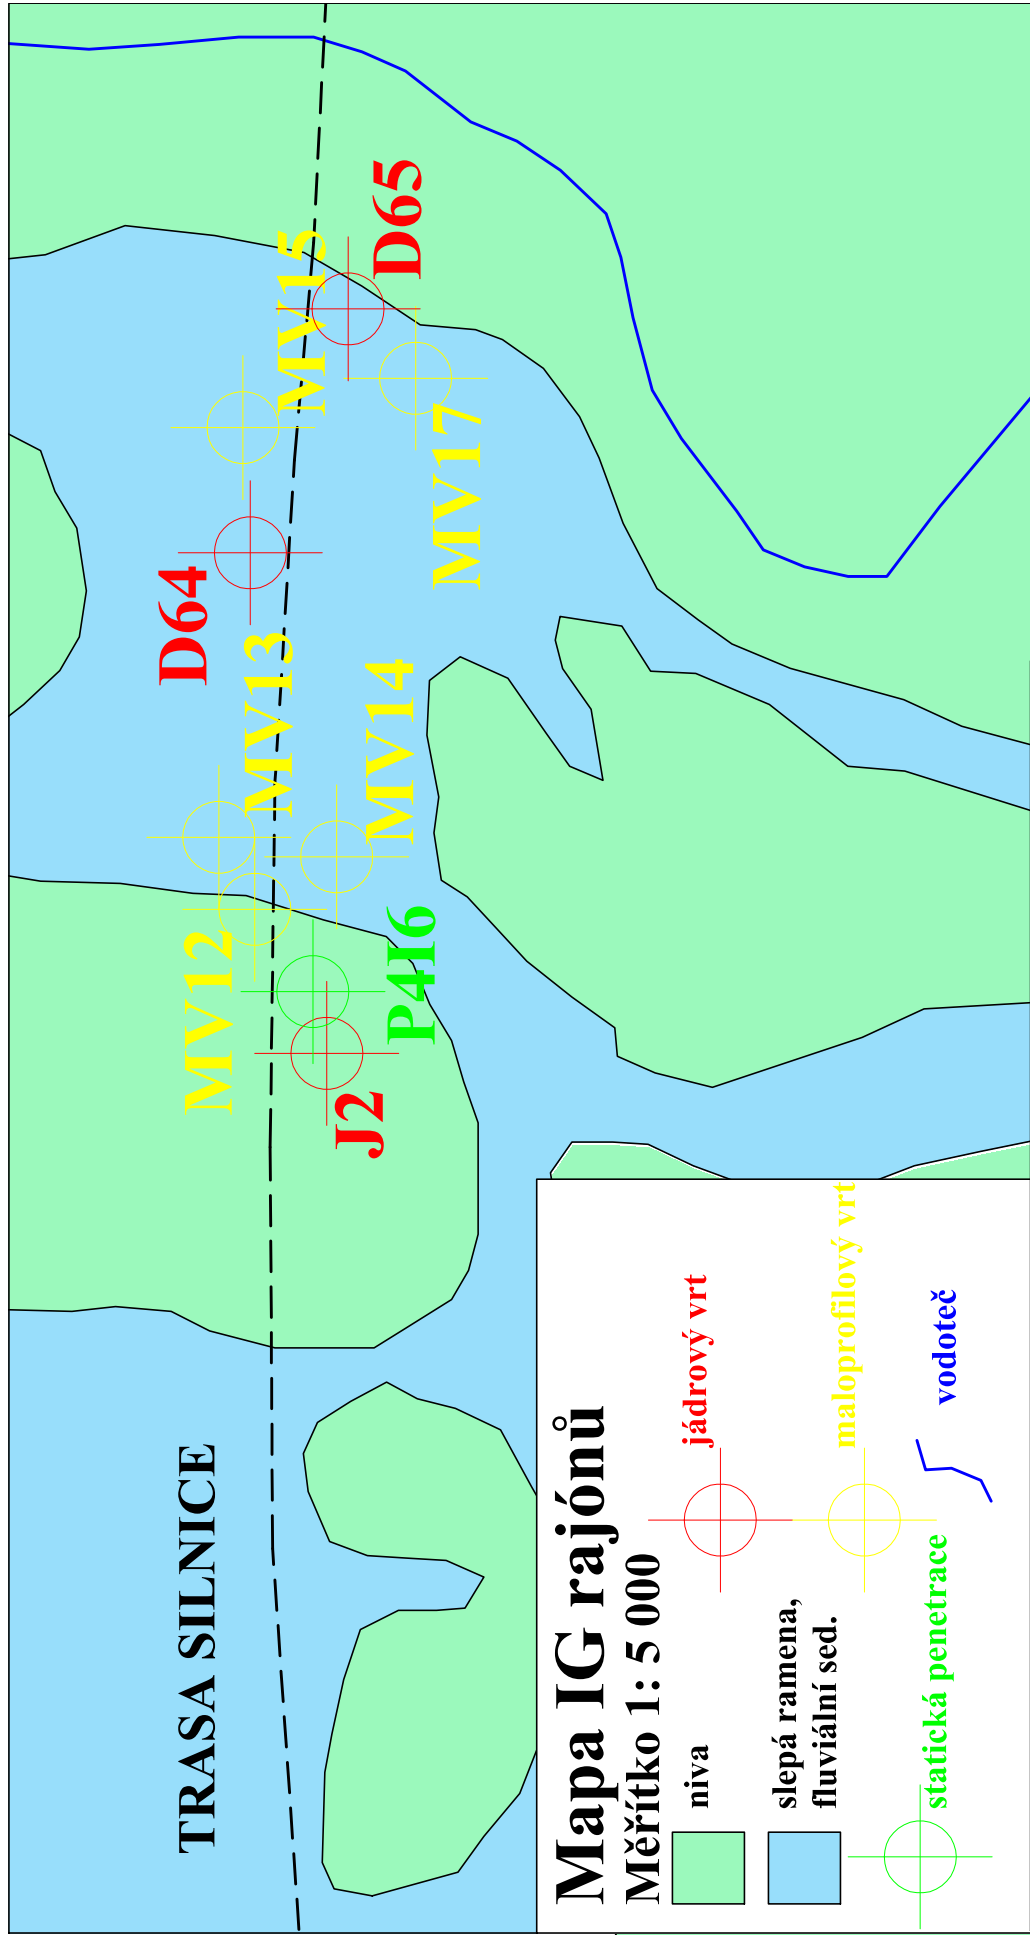 TRASA SILNICE
MV12
J2
P4I6
MV13
MV14
D64
MV15
MV17
D65
Mapa IG rajónů
Měřítko 1: 5 000
niva
slepá ramena,
fluviální sed.
statická penetrace
jádrový vrt
maloprofilový vrt
vodoteč